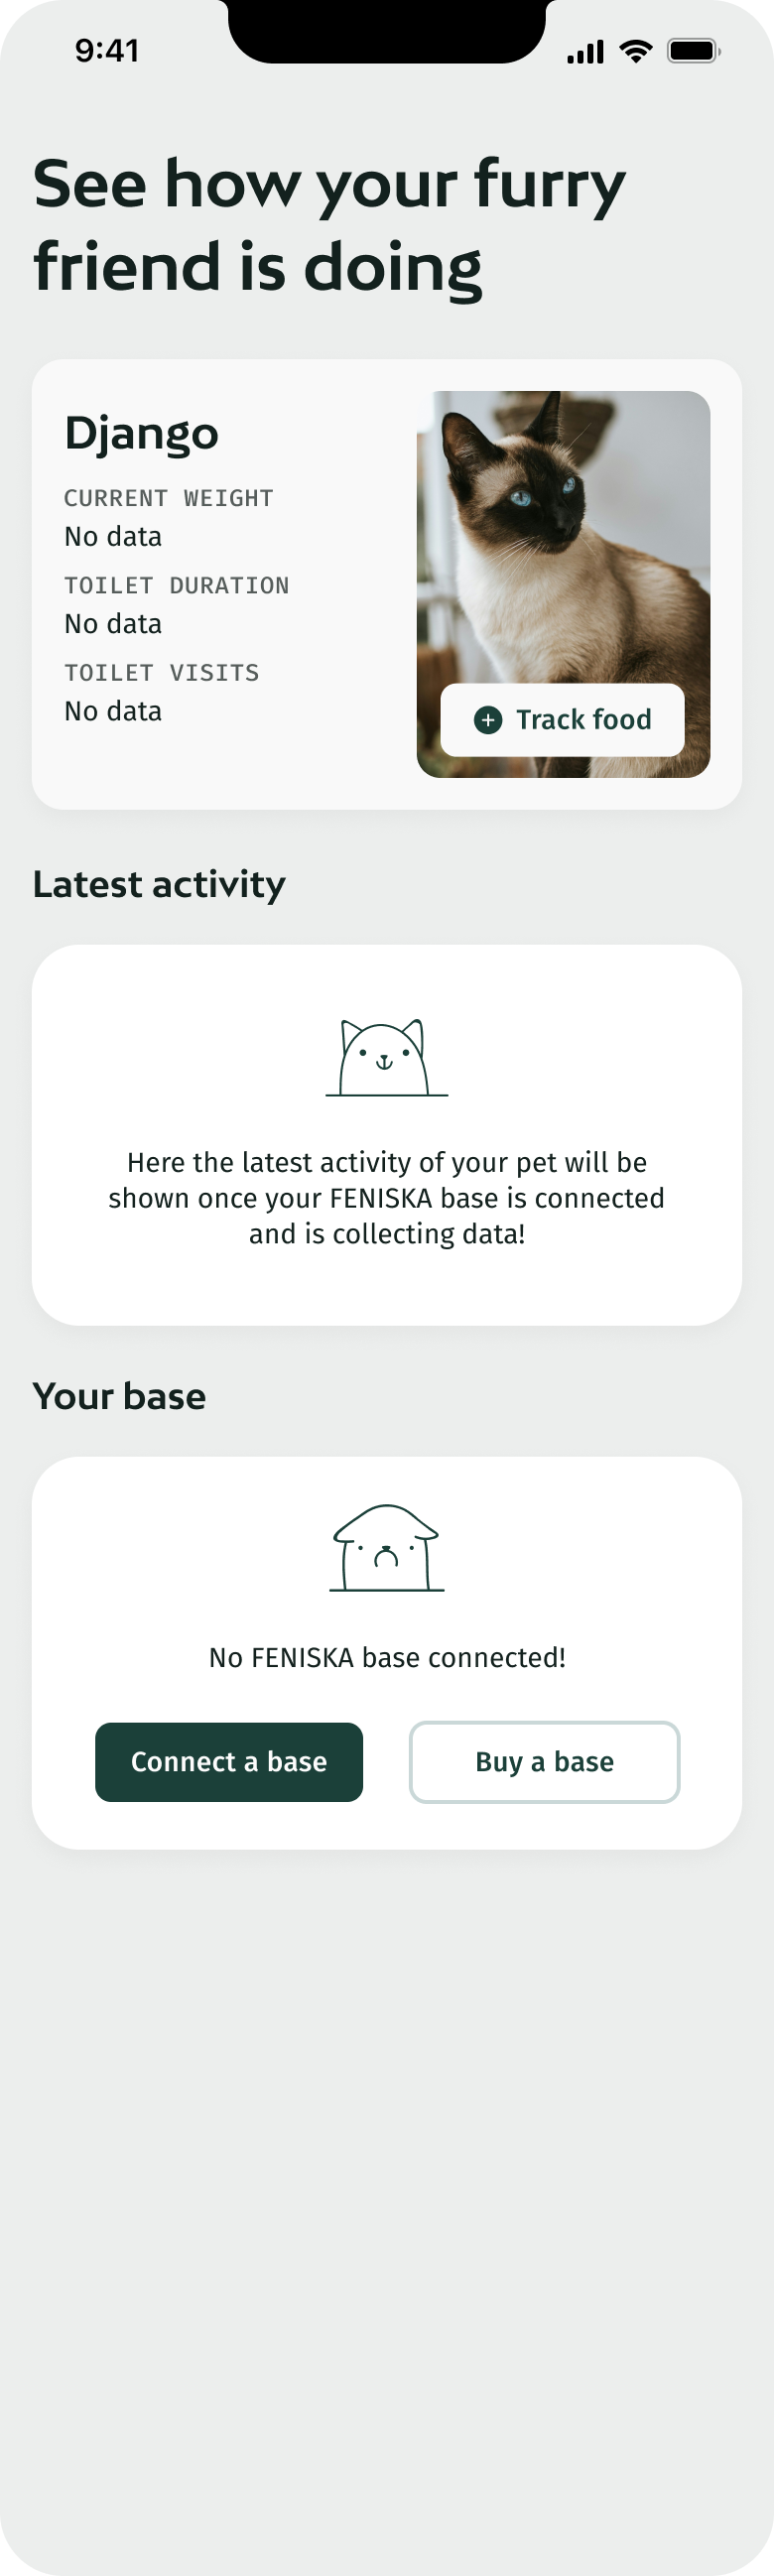 9:41
See how your furry
friend is doing
Django
CURRENT WEIGHT
No data
TOILET DURATION
No data
TOILET VISITS
No data
Track food
Latest activity
Here the latest activity of your pet will be
shown once your FENISKA base is connected
and is collecting data!
Your base
No FENISKA base connected!
Connect a base
Buy a base